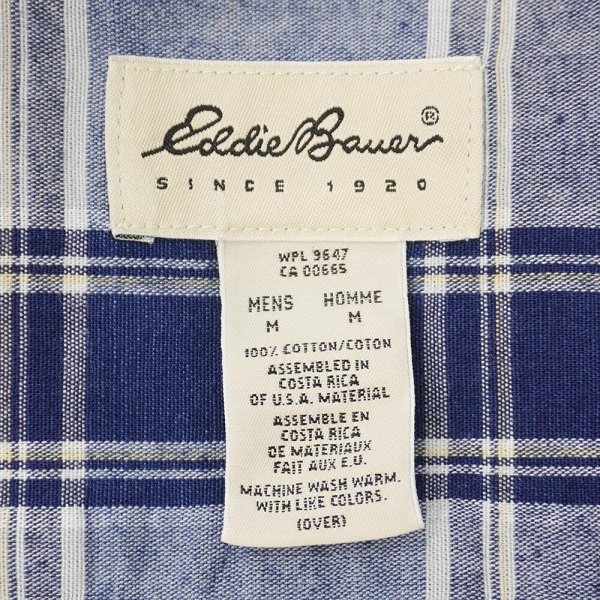 Eddie Bauer®
SINCE 1920
WPL 9647
CA 00665
MENS HOMME
M M
100% COTTON/COTON
ASSEMBLED IN
COSTA RICA
OF U.S.A. MATERIAL
ASSEMBLE EN
COSTA RICA
DE MATERIAUX
FAIT AUX E.U.
MACHINE WASH WARM.
WITH LIKE COLORS.
(OVER)